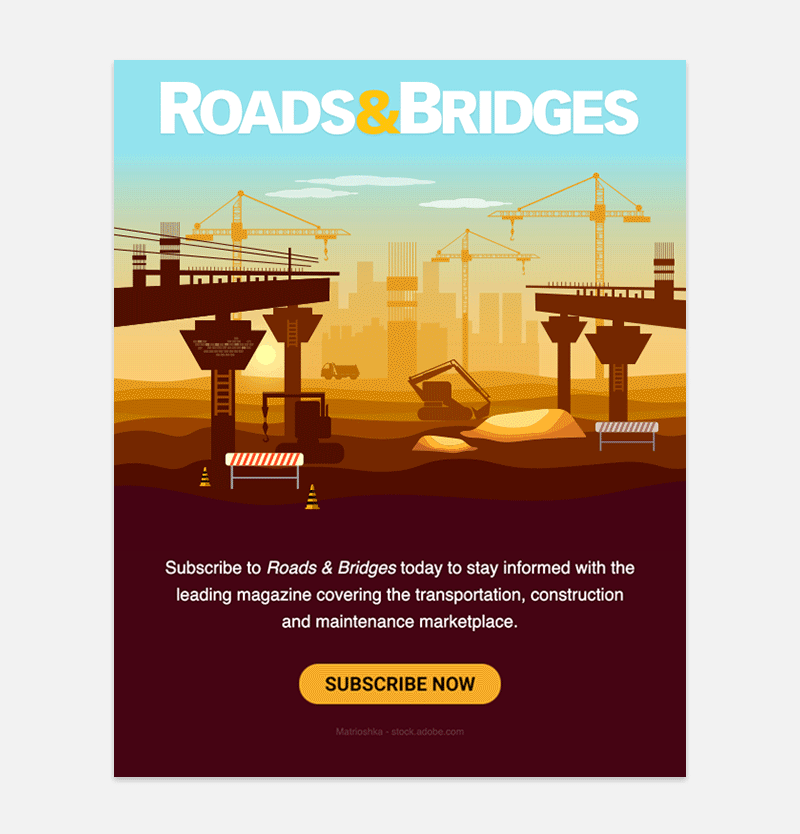 ROADS&BRIDGES
Subscribe to Roads & Bridges today to stay informed with the
leading magazine covering the transportation, construction
and maintenance marketplace.
SUBSCRIBE NOW
Matrioshka - stock.adobe.com